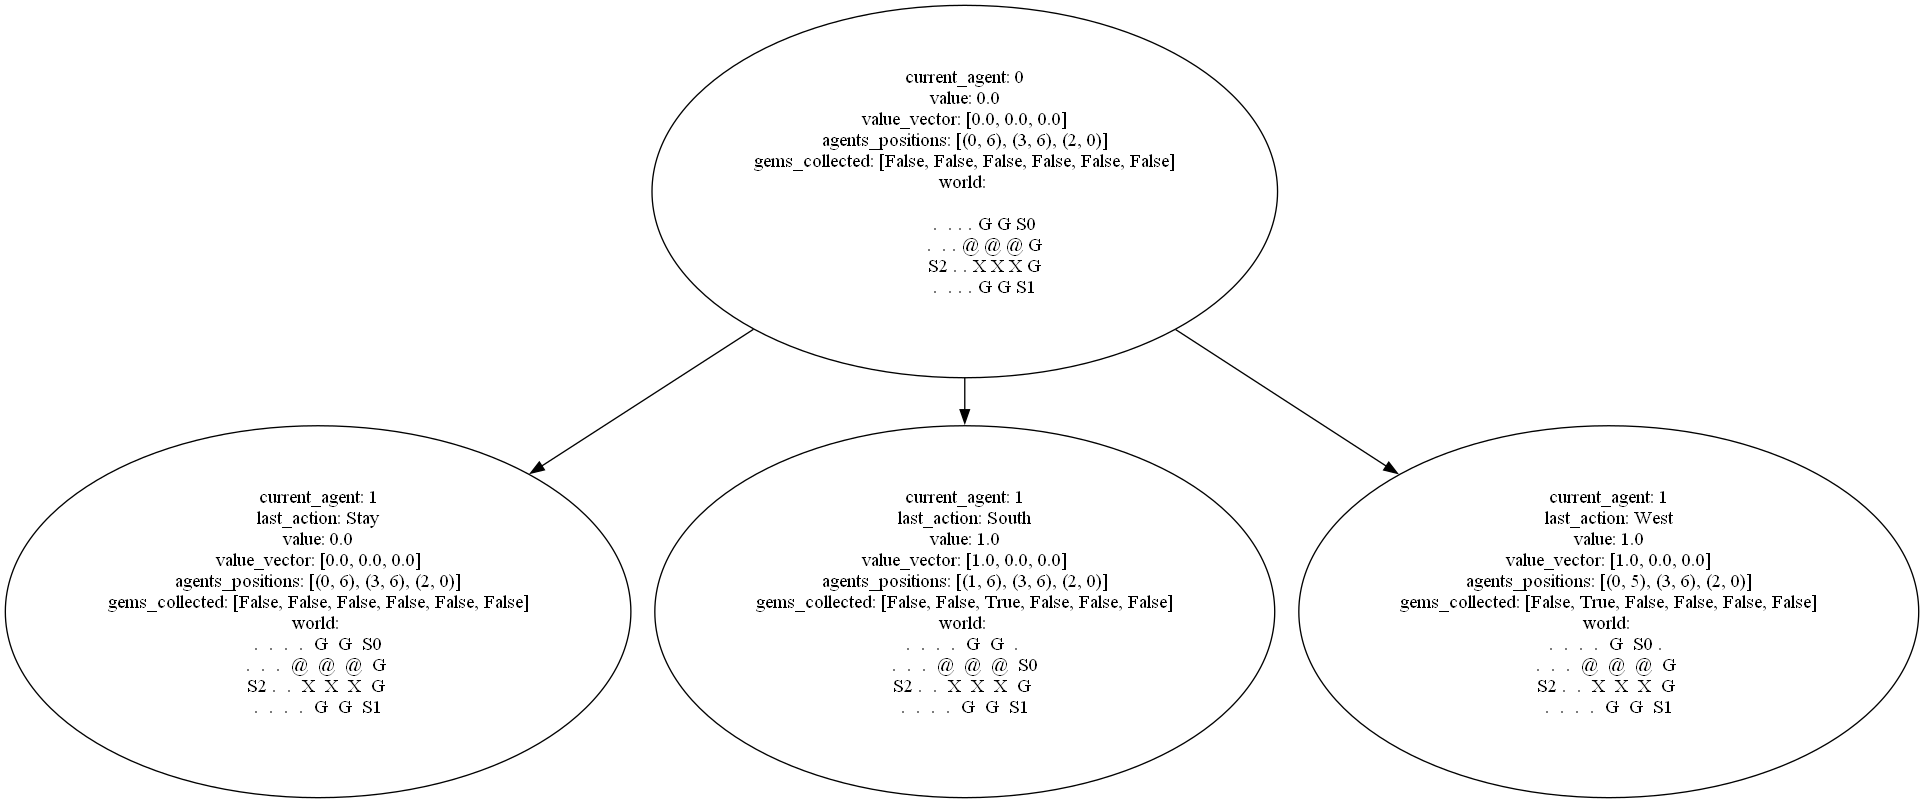 current_agent: 0
value: 0.0
value_vector: [0.0, 0.0, 0.0]
agents_positions: [(0, 6), (3, 6), (2, 0)]
gems_collected: [False, False, False, False, False, False]
world:
. . . . G G S0
. . . @ @ @ G
S2 . . X X X G
. . . . G G S1
current_agent: 1
last_action: Stay
value: 0.0
value_vector: [0.0, 0.0, 0.0]
agents_positions: [(0, 6), (3, 6), (2, 0)]
gems_collected: [False, False, False, False, False, False]
world:
. . . . G G S0
. . . @ @ @ G
S2 . . X X X G
. . . . G G S1
current_agent: 1
last_action: South
value: 1.0
value_vector: [1.0, 0.0, 0.0]
agents_positions: [(1, 6), (3, 6), (2, 0)]
gems_collected: [False, False, True, False, False, False]
world:
. . . . G G .
. . . @ @ @ S0
S2 . . X X X G
. . . . G G S1
current_agent: 1
last_action: West
value: 1.0
value_vector: [1.0, 0.0, 0.0]
agents_positions: [(0, 5), (3, 6), (2, 0)]
gems_collected: [False, True, False, False, False, False]
world:
. . . . G S0 .
. . . @ @ @ G
S2 . . X X X G
. . . . G G S1